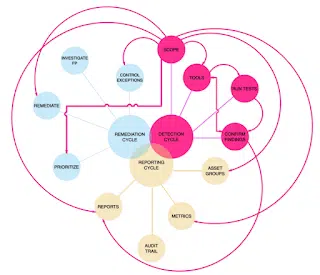 SCOPE
INVESTIGATE
FP
CONTROL
EXCEPTIONS
TOOLS
RUN TESTS
REMEDIATE
REMEDIATION
CYCLE
DETECTION
CYCLE
CONFIRM
FINDINGS
REPORTING
CYCLE
PRIORITIZE
ASSET
GROUPS
REPORTS
METRICS
AUDIT
TRAIL